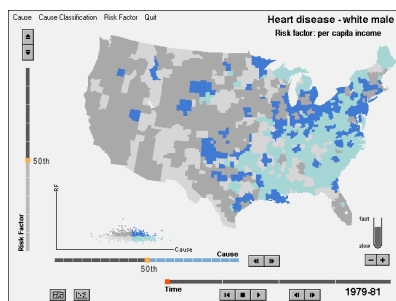 Cause Cause Classification Risk Factor Quit
Heart disease - white male
Risk factor: per capita income
50th
RF
Risk Factor
Cause
Cause
50th
fast
slow
Time
1979-81